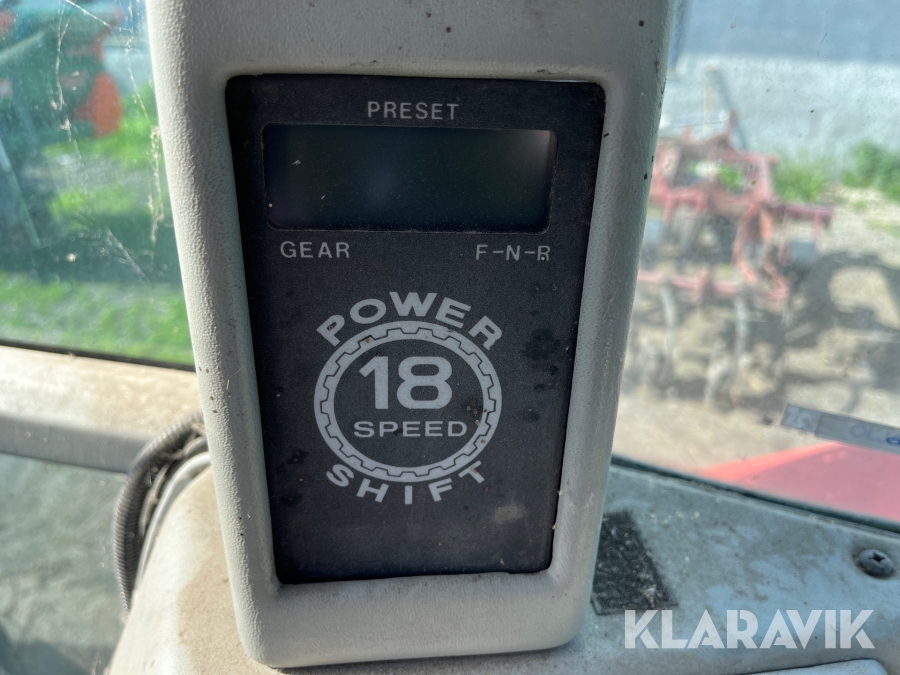 PRESET
GEAR F-N-R
POWER
18
SPEED
SHIFT
KLARAVIK